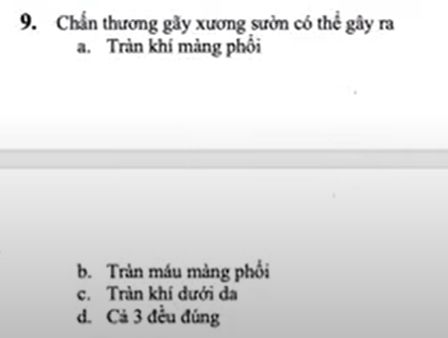 9. Chấn thương gãy xương sườn có thể gây ra
a. Tràn khí màng phổi
b. Tràn máu màng phổi
c. Tràn khí dưới da
d. Cả 3 đều đúng